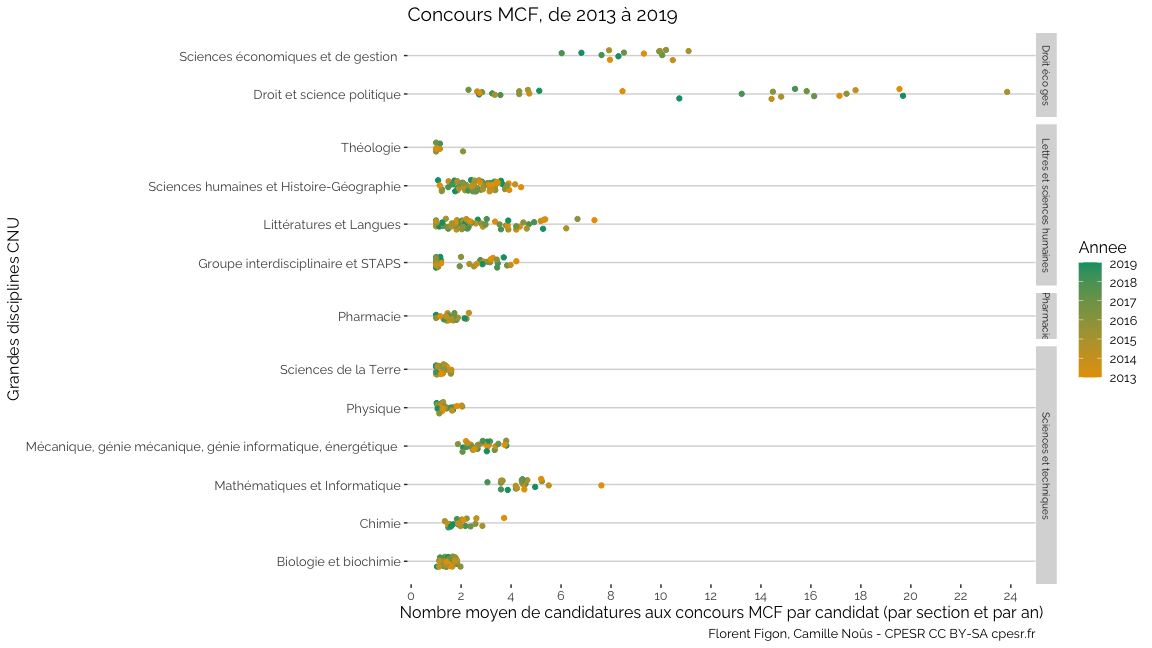 Concours MCF, de 2013 à 2019
Grandes disciplines CNU
Sciences économiques et de gestion
Droit et science politique
Droit éco ges
Théologie
Sciences humaines et Histoire-Géographie
Littératures et Langues
Groupe interdisciplinaire et STAPS
Lettres et sciences humaines
Pharmacie
Pharmacie
Sciences de la Terre
Physique
Mécanique, génie mécanique, génie informatique, énergétique
Mathématiques et Informatique
Chimie
Biologie et biochimie
Sciences et techniques
0 2 4 6 8 10 12 14 16 18 20 22 24
Nombre moyen de candidatures aux concours MCF par candidat (par section et par an)
Florent Figon, Camille Noûs - CPESR CC BY-SA cpesr.fr
Annee
2019
2018
2017
2016
2015
2014
2013